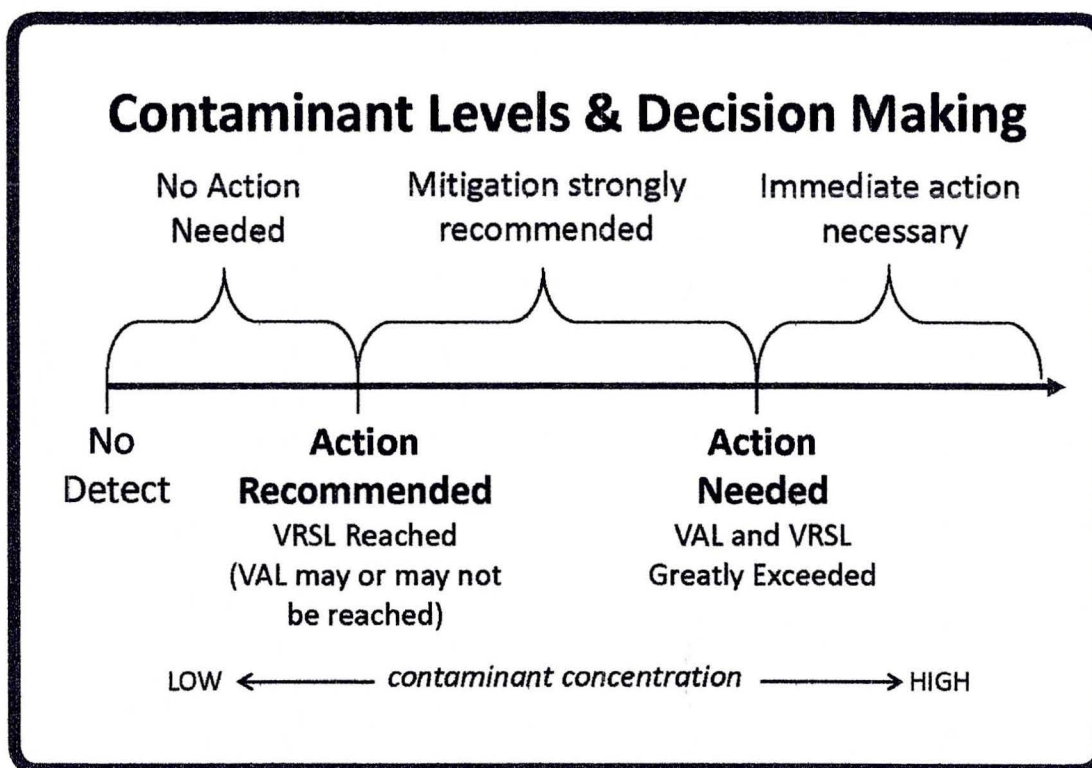 Contaminant Levels & Decision Making
No Action
Needed
Mitigation strongly
recommended
Immediate action
necessary
No
Detect
Action
Recommended
VRSL Reached
(VAL may or may not
be reached)
Action
Needed
VAL and VRSL
Greatly Exceeded
LOW contaminant concentration HIGH